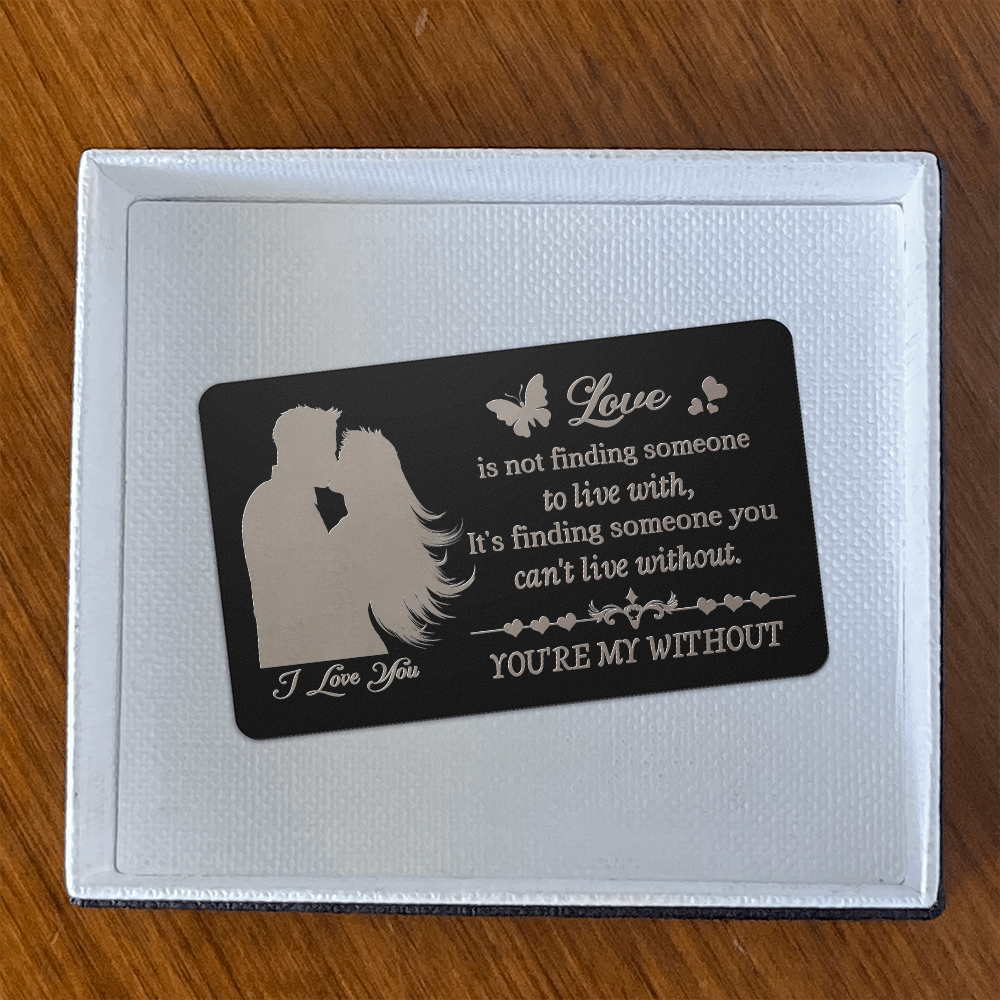 Love
is not finding someone
to live with,
It's finding someone you
can't live without.
YOU'RE MY WITHOUT
I Love You